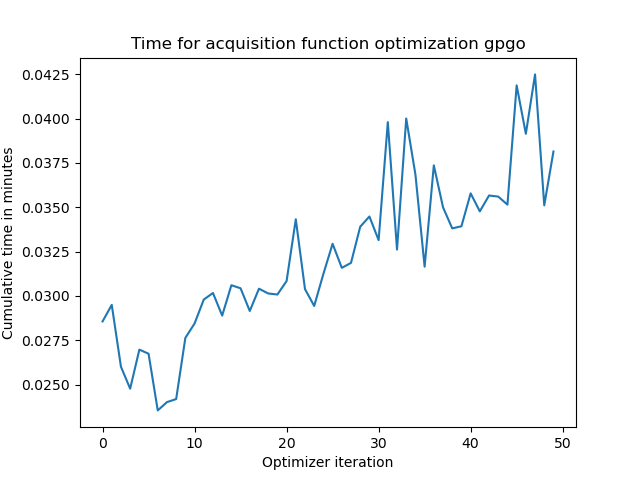 Time for acquisition function optimization gpgo
Cumulative time in minutes
0.0425
0.0400
0.0375
0.0350
0.0325
0.0300
0.0275
0.0250
0 10 20 30 40 50
Optimizer iteration